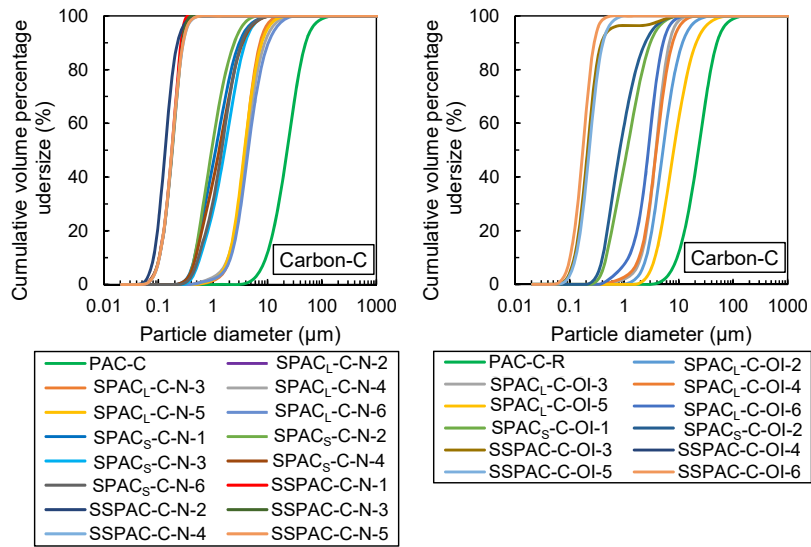 Cumulative volume percentage
udersize (%)
100
80
60
40
20
0
Carbon-C
0.01 0.1 1 10 100 1000
Particle diameter (µm)
PAC-C SPACL-C-N-2
SPACL-C-N-3 SPACL-C-N-4
SPACL-C-N-5 SPACL-C-N-6
SPACS-C-N-1 SPACS-C-N-2
SPACS-C-N-3 SPACS-C-N-4
SPACS-C-N-6 SSPAC-C-N-1
SSPAC-C-N-2 SSPAC-C-N-3
SSPAC-C-N-4 SSPAC-C-N-5
Cumulative volume percentage
udersize (%)
100
80
60
40
20
0
Carbon-C
0.01 0.1 1 10 100 1000
Particle diameter (µm)
PAC-C-R SPACL-C-OI-2
SPACL-C-OI-3 SPACL-C-OI-4
SPACL-C-OI-5 SPACL-C-OI-6
SPACS-C-OI-1 SPACS-C-OI-2
SSPAC-C-OI-3 SSPAC-C-OI-4
SSPAC-C-OI-5 SSPAC-C-OI-6